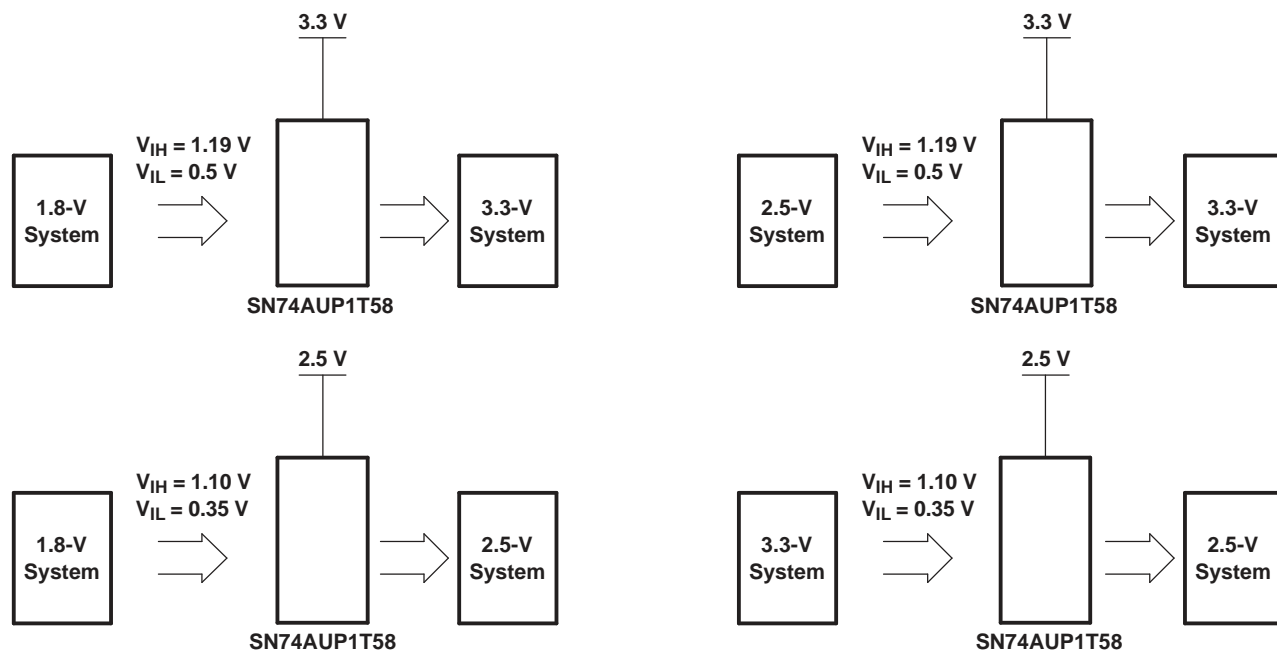 3.3 V
V_IH = 1.19 V
V_IL = 0.5 V
1.8-V
System
3.3-V
System
SN74AUP1T58
3.3 V
V_IH = 1.19 V
V_IL = 0.5 V
2.5-V
System
3.3-V
System
SN74AUP1T58
2.5 V
V_IH = 1.10 V
V_IL = 0.35 V
1.8-V
System
2.5-V
System
SN74AUP1T58
2.5 V
V_IH = 1.10 V
V_IL = 0.35 V
3.3-V
System
2.5-V
System
SN74AUP1T58